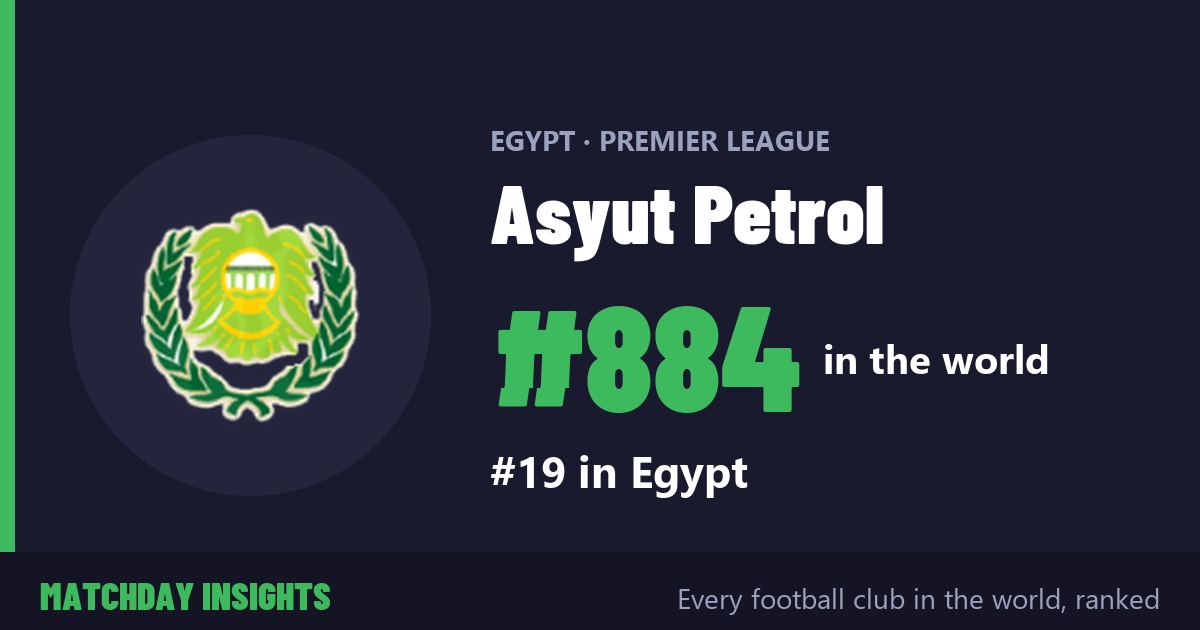 EGYPT · PREMIER LEAGUE
Asyut Petrol
#884 in the world
#19 in Egypt
MATCHDAY INSIGHTS
Every football club in the world, ranked